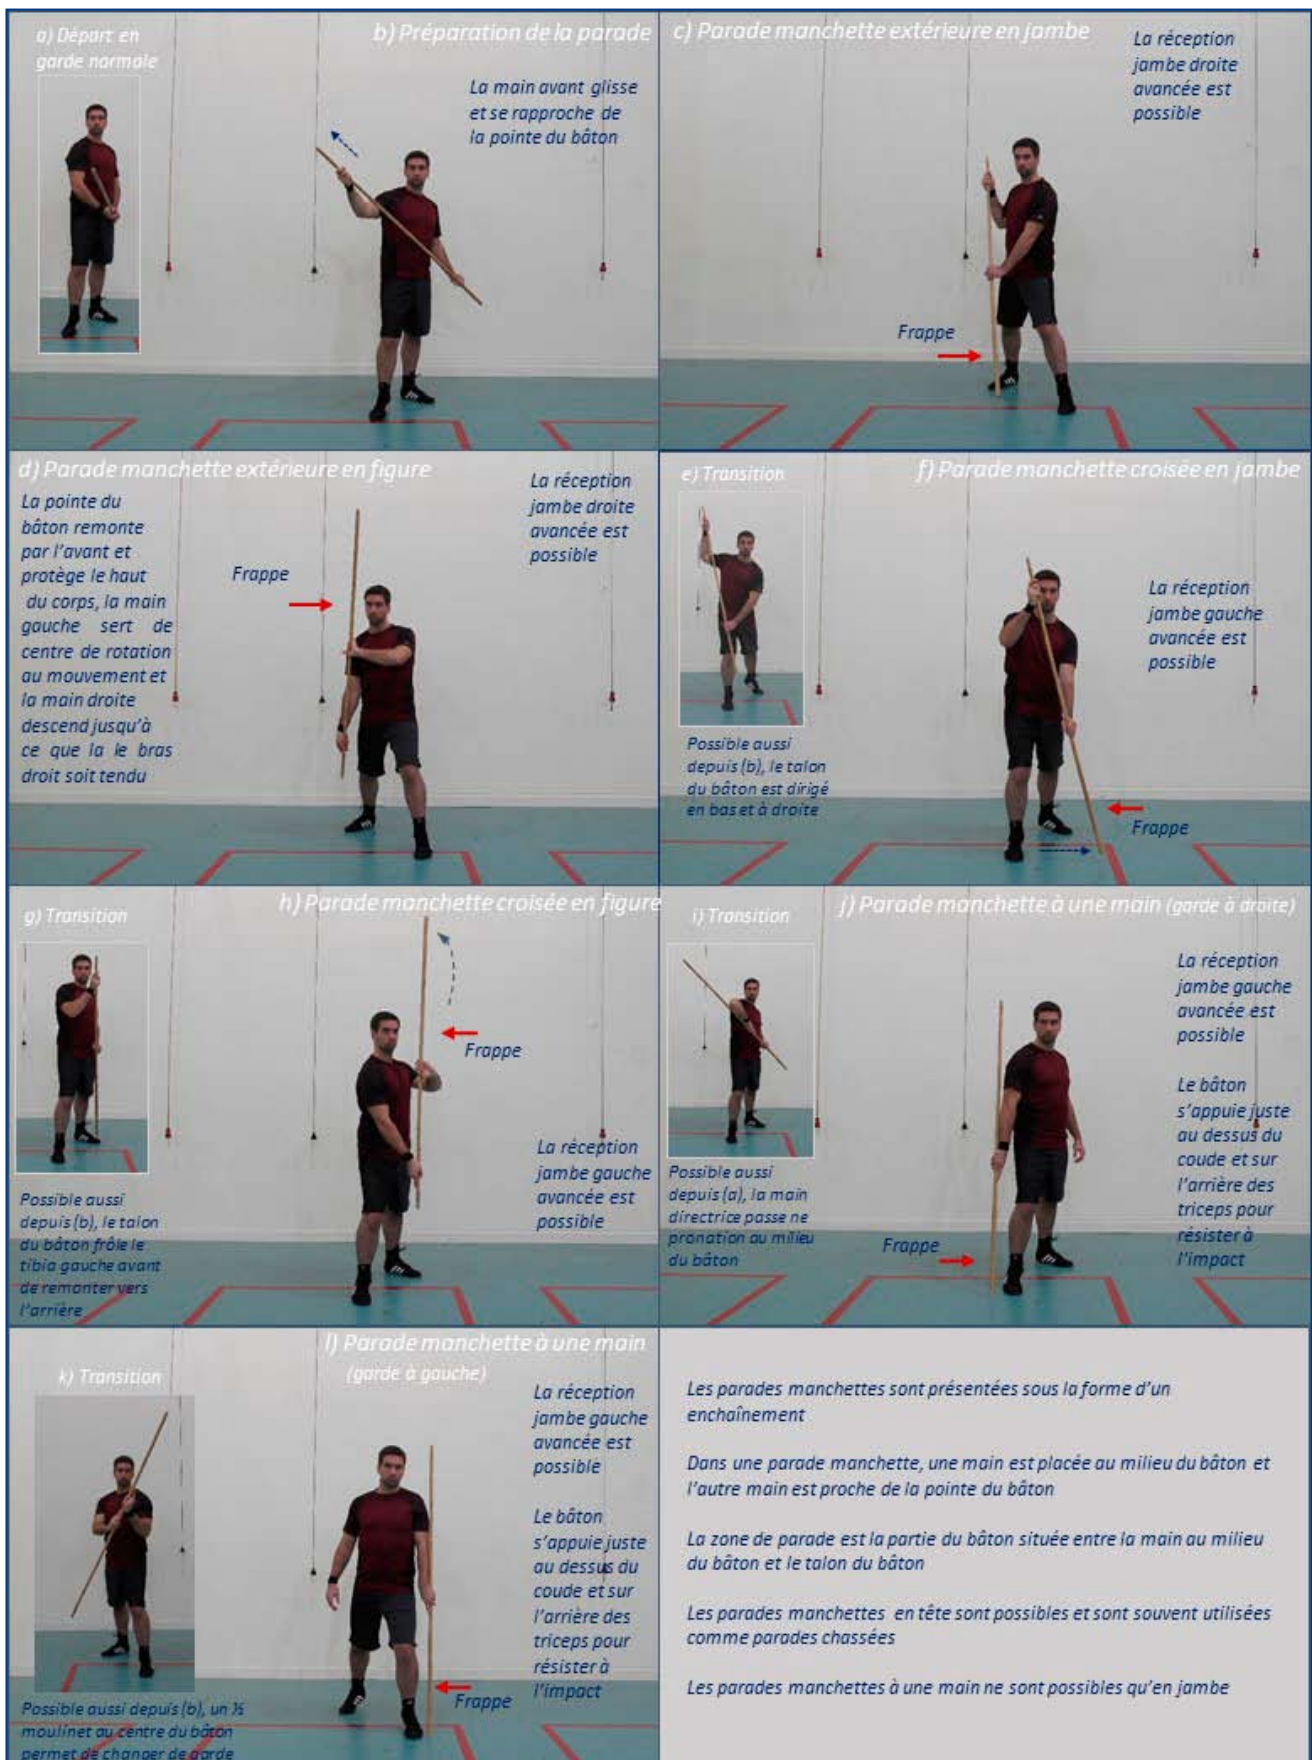 a) Départ en
garde normale
b) Préparation de la parade
La main avant glisse
et se rapproche de
la pointe du bâton
c) Parade manchette extérieure en jambe
La réception
jambe droite
avancée est
possible
Frappe
d) Parade manchette extérieure en figure
La pointe du
bâton remonte
par l'avant et
protège le haut
du corps, la main
gauche sert de
centre de rotation
au mouvement et
la main droite
descend jusqu'à
ce que la le bras
droit soit tendu
Frappe
La réception
jambe droite
avancée est
possible
e) Transition
Possible aussi
depuis (b), le talon
du bâton est dirigé
en bas et à droite
f) Parade manchette croisée en jambe
La réception
jambe gauche
avancée est
possible
Frappe
g) Transition
Possible aussi
depuis (b), le talon
du bâton frôle le
tibia gauche avant
de remonter vers
l'arrière
h) Parade manchette croisée en figure
Frappe
La réception
jambe gauche
avancée est
possible
i) Transition
Possible aussi
depuis (a), la main
directrice passe ne
pronation au milieu
du bâton
j) Parade manchette à une main (garde à droite)
La réception
jambe gauche
avancée est
possible
Le bâton
s'appuie juste
au dessus du
coude et sur
l'arrière des
triceps pour
résister à
l'impact
Frappe
k) Transition
Possible aussi depuis (b), un ½
moulinet au centre du bâton
permet de changer de garde
l) Parade manchette à une main
(garde à gauche)
La réception
jambe gauche
avancée est
possible
Le bâton
s'appuie juste
au dessus du
coude et sur
l'arrière des
triceps pour
résister à
l'impact
Frappe
Les parades manchettes sont présentées sous la forme d'un
enchaînement
Dans une parade manchette, une main est placée au milieu du bâton et
l'autre main est proche de la pointe du bâton
La zone de parade est la partie du bâton située entre la main au milieu
du bâton et le talon du bâton
Les parades manchettes en tête sont possibles et sont souvent utilisées
comme parades chassées
Les parades manchettes à une main ne sont possibles qu'en jambe